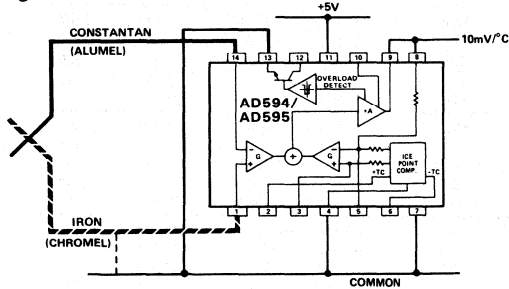 +5V
CONSTANTAN
(ALUMEL)
10mV/°C
14 13 12 11 10 9 8
OVERLOAD
DETECT
AD594/
AD595
+A
G + G
ICE
POINT
COMP.
+TC -TC
1 2 3 4 5 6 7
IRON
(CHROMEL)
COMMON